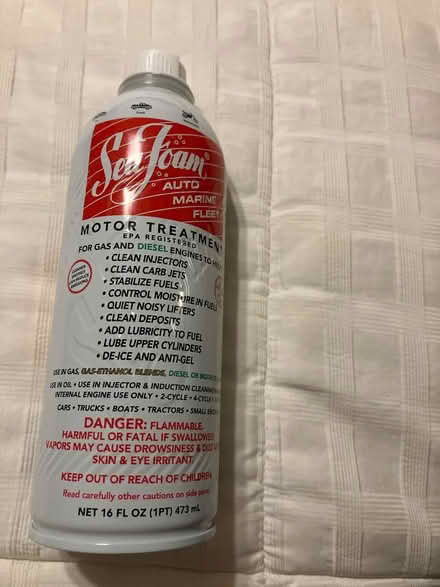 Sea Foam
AUTO
MARINE
FLEET
MOTOR TREATMENT
EPA REGISTERED
FOR GAS AND DIESEL ENGINES TO HELP
• CLEAN INJECTORS
• CLEAN CARB JETS
• STABILIZE FUELS
• CONTROL MOISTURE IN FUELS
• QUIET NOISY LIFTERS
• CLEAN DEPOSITS
• ADD LUBRICITY TO FUEL
• LUBE UPPER CYLINDERS
• DE-ICE AND ANTI-GEL
USE IN GAS, GAS-ETHANOL BLENDS, DIESEL OR
USE IN OIL • USE IN INJECTOR & INDUCTION CLEANING
INTERNAL ENGINE USE ONLY • 2-CYCLE • 4-CYCLE
CARS • TRUCKS • BOATS • TRACTORS • SMALL
DANGER: FLAMMABLE.
HARMFUL OR FATAL IF SWALLOWED.
VAPORS MAY CAUSE DROWSINESS &
SKIN & EYE IRRITANT.
KEEP OUT OF REACH OF CHILDREN.
Read carefully other cautions on side panel.
NET 16 FL OZ (1PT) 473 mL